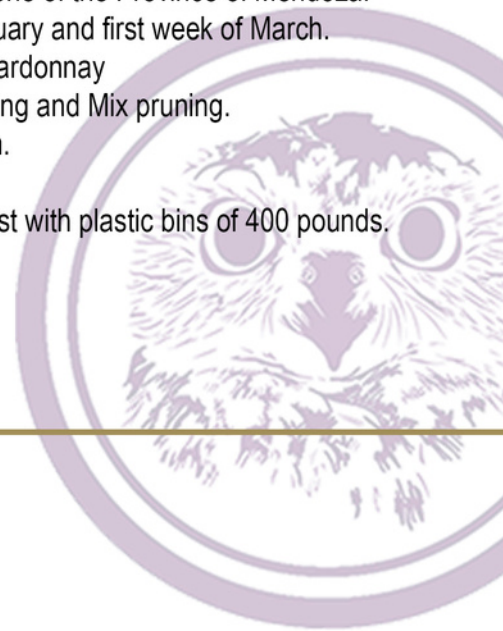 uary and first week of March.
ardonnay
ng and Mix pruning.
st with plastic bins of 400 pounds.